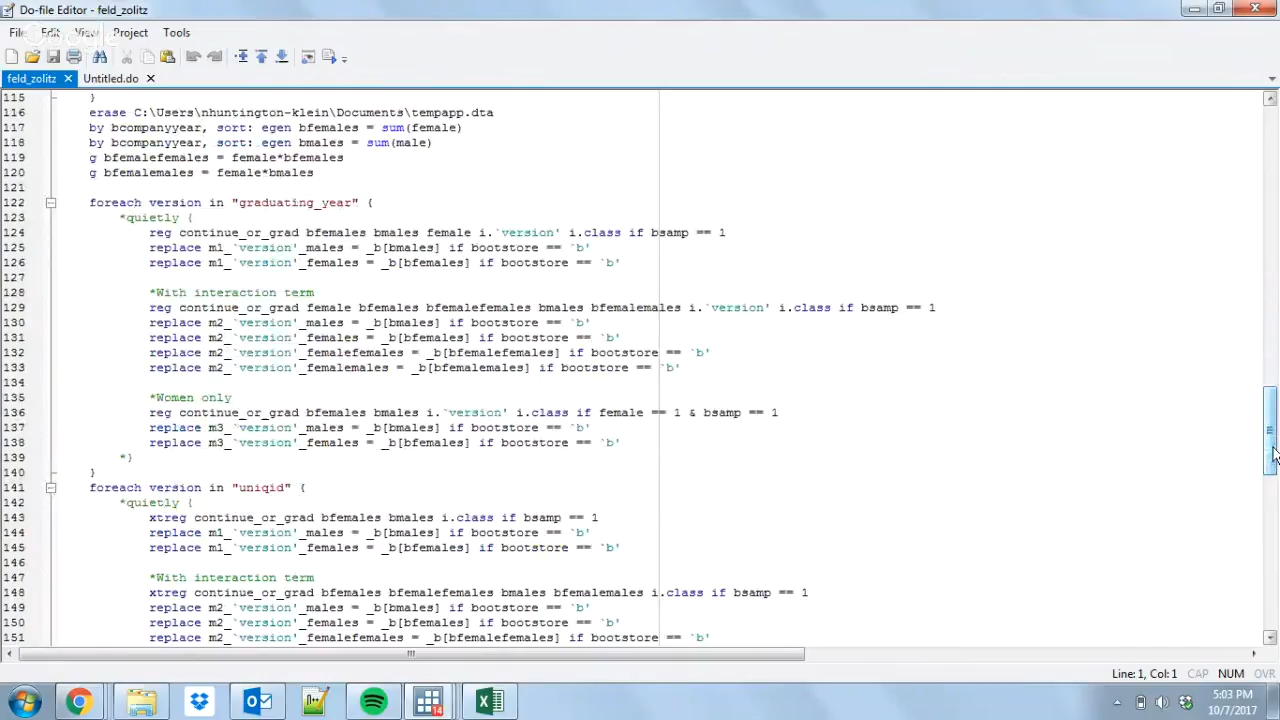 Do-file Editor - feld_zolitz
File Edit View Project Tools
Google
feld_zolitz Untitled.do
115 }
116 erase C:\Users\nhuntington-klein\Documents\tempapp.dta
117 by bcompanyyear, sort: egen bfemales = sum(female)
118 by bcompanyyear, sort: egen bmales = sum(male)
119 g bfemalefemales = female*bfemales
120 g bfemalemales = female*bmales
121
122 foreach version in "graduating_year" {
123 *quietly {
124 reg continue_or_grad bfemales bmales female i.`version' i.class if bsamp == 1
125 replace m1_`version'_males = _b[bmales] if bootstore == `b'
126 replace m1_`version'_females = _b[bfemales] if bootstore == `b'
127
128 *With interaction term
129 reg continue_or_grad female bfemales bfemalefemales bmales bfemalemales i.`version' i.class if bsamp == 1
130 replace m2_`version'_males = _b[bmales] if bootstore == `b'
131 replace m2_`version'_females = _b[bfemales] if bootstore == `b'
132 replace m2_`version'_femalefemales = _b[bfemalefemales] if bootstore == `b'
133 replace m2_`version'_femalemales = _b[bfemalemales] if bootstore == `b'
134
135 *Women only
136 reg continue_or_grad bfemales bmales i.`version' i.class if female == 1 & bsamp == 1
137 replace m3_`version'_males = _b[bmales] if bootstore == `b'
138 replace m3_`version'_females = _b[bfemales] if bootstore == `b'
139 *}
140 }
141 foreach version in "uniqid" {
142 *quietly {
143 xtreg continue_or_grad bfemales bmales i.class if bsamp == 1
144 replace m1_`version'_males = _b[bmales] if bootstore == `b'
145 replace m1_`version'_females = _b[bfemales] if bootstore == `b'
146
147 *With interaction term
148 xtreg continue_or_grad bfemales bfemalefemales bmales bfemalemales i.class if bsamp == 1
149 replace m2_`version'_males = _b[bmales] if bootstore == `b'
150 replace m2_`version'_females = _b[bfemales] if bootstore == `b'
151 replace m2_`version'_femalefemales = _b[bfemalefemales] if bootstore == `b'
Line: 1, Col: 1 CAP NUM OVR
14
5:03 PM
10/7/2017